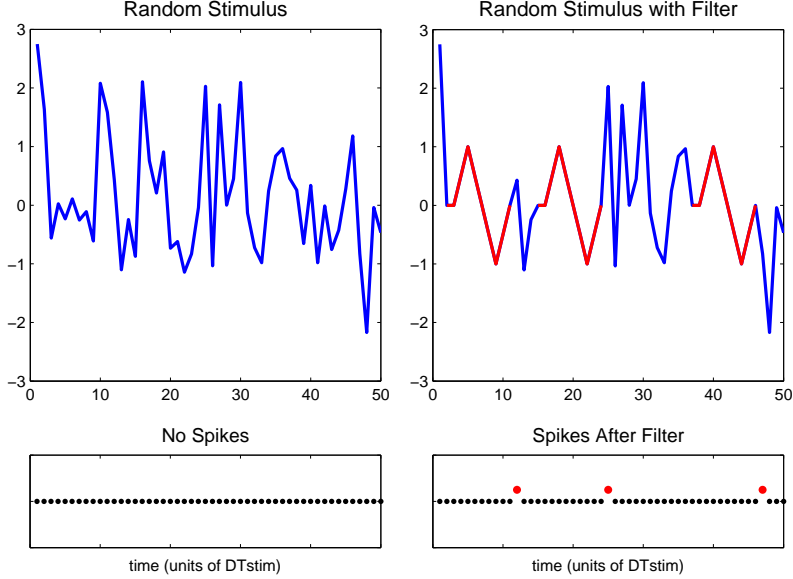 Random Stimulus
3
2
1
0
−1
−2
−3
0 10 20 30 40 50
Random Stimulus with Filter
3
2
1
0
−1
−2
−3
0 10 20 30 40 50
No Spikes
time (units of DTstim)
Spikes After Filter
time (units of DTstim)